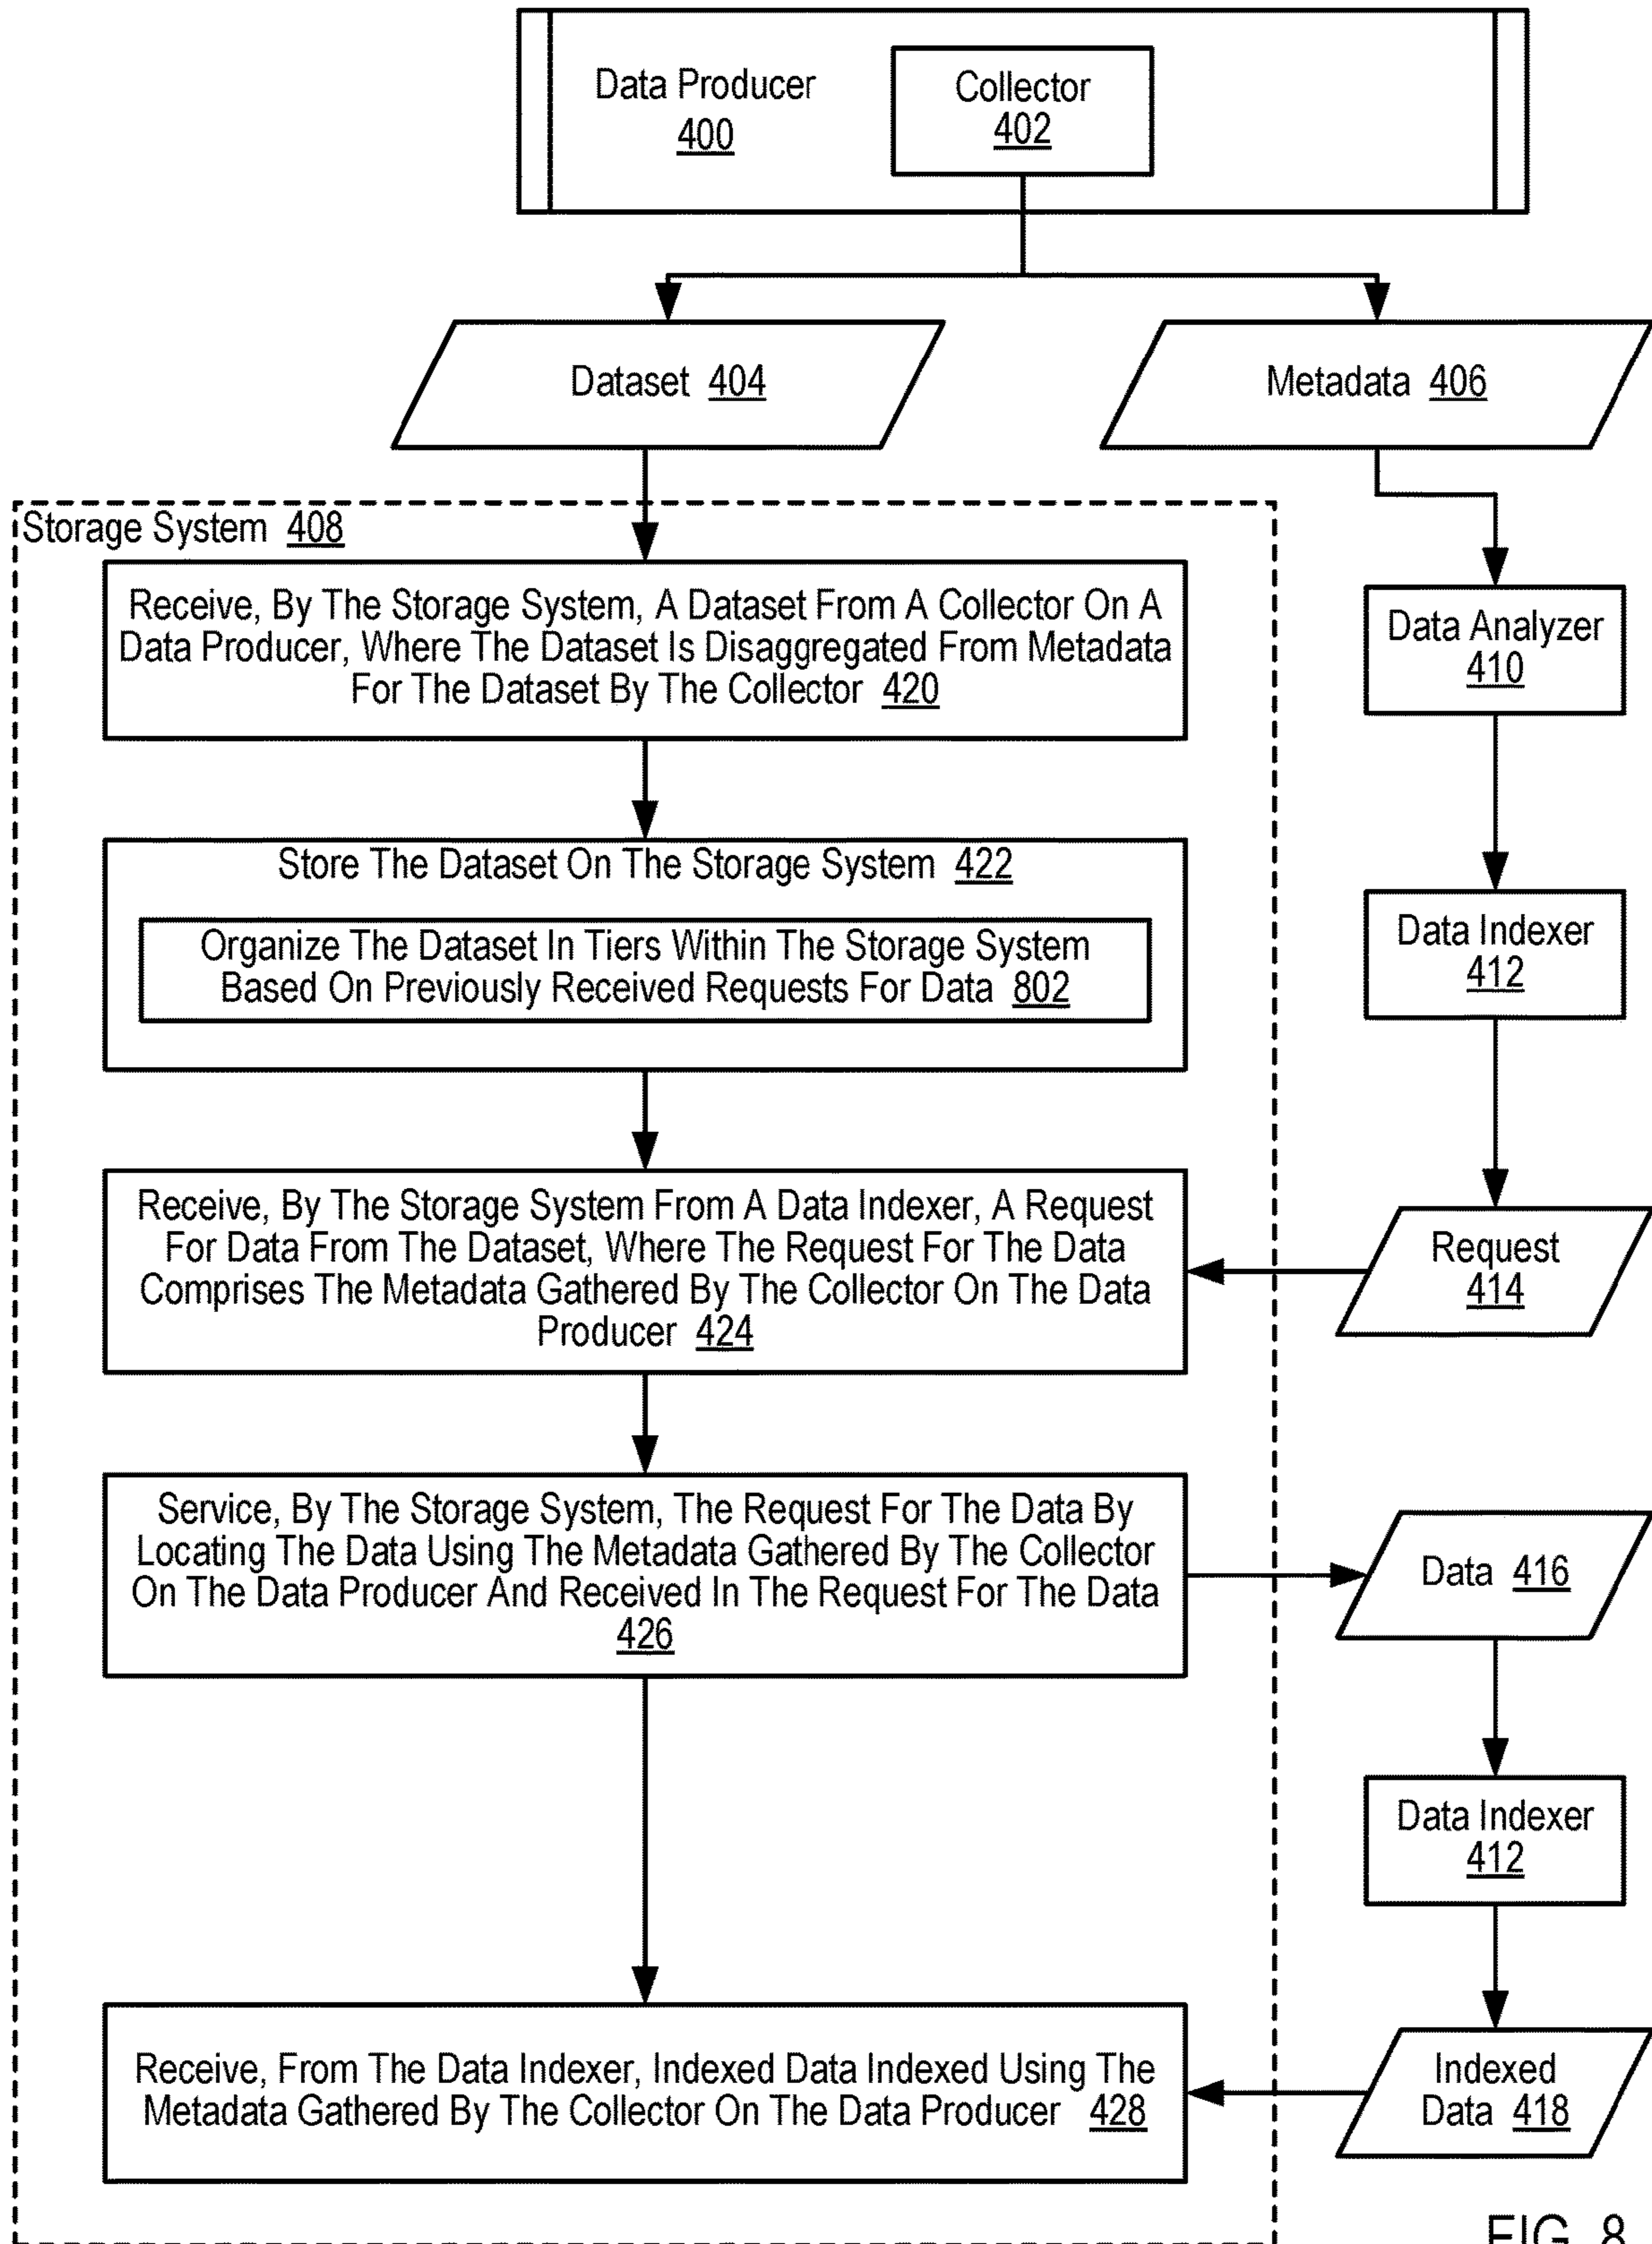 Data Producer
400
Collector
402
Dataset 404
Metadata 406
Storage System 408
Receive, By The Storage System, A Dataset From A Collector On A
Data Producer, Where The Dataset Is Disaggregated From Metadata
For The Dataset By The Collector 420
Data Analyzer
410
Store The Dataset On The Storage System 422
Organize The Dataset In Tiers Within The Storage System
Based On Previously Received Requests For Data 802
Data Indexer
412
Receive, By The Storage System From A Data Indexer, A Request
For Data From The Dataset, Where The Request For The Data
Comprises The Metadata Gathered By The Collector On The Data
Producer 424
Request
414
Service, By The Storage System, The Request For The Data By
Locating The Data Using The Metadata Gathered By The Collector
On The Data Producer And Received In The Request For The Data
426
Data 416
Data Indexer
412
Receive, From The Data Indexer, Indexed Data Indexed Using The
Metadata Gathered By The Collector On The Data Producer 428
Indexed
Data 418
FIG. 8